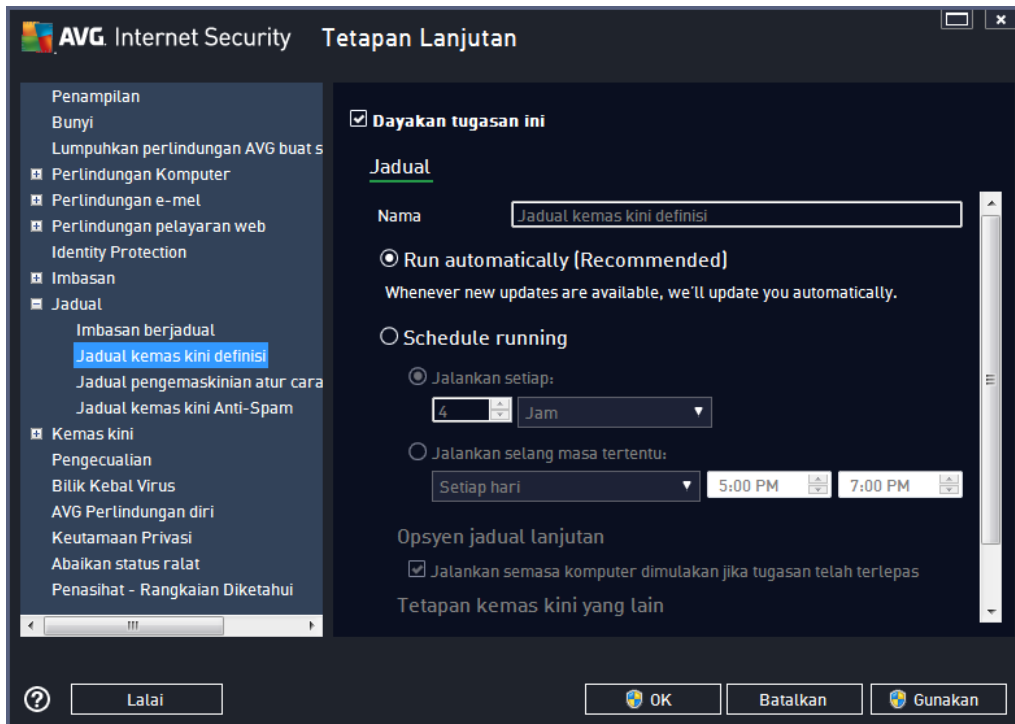 AVG. Internet Security Tetapan Lanjutan
Penampilan
Bunyi
Lumpuhkan perlindungan AVG buat s
Perlindungan Komputer
Perlindungan e-mel
Perlindungan pelayaran web
Identity Protection
Imbasan
Jadual
Imbasan berjadual
Jadual kemas kini definisi
Jadual pengemaskinian atur cara
Jadual kemas kini Anti-Spam
Kemas kini
Pengecualian
Bilik Kebal Virus
AVG Perlindungan diri
Keutamaan Privasi
Abaikan status ralat
Penasihat - Rangkaian Diketahui
Dayakan tugasan ini
Jadual
Nama Jadual kemas kini definisi
Run automatically (Recommended)
Whenever new updates are available, we'll update you automatically.
Schedule running
Jalankan setiap:
4 Jam
Jalankan selang masa tertentu:
Setiap hari 5:00 PM 7:00 PM
Opsyen jadual lanjutan
Jalankan semasa komputer dimulakan jika tugasan telah terlepas
Tetapan kemas kini yang lain
? Lalai OK Batalkan Gunakan